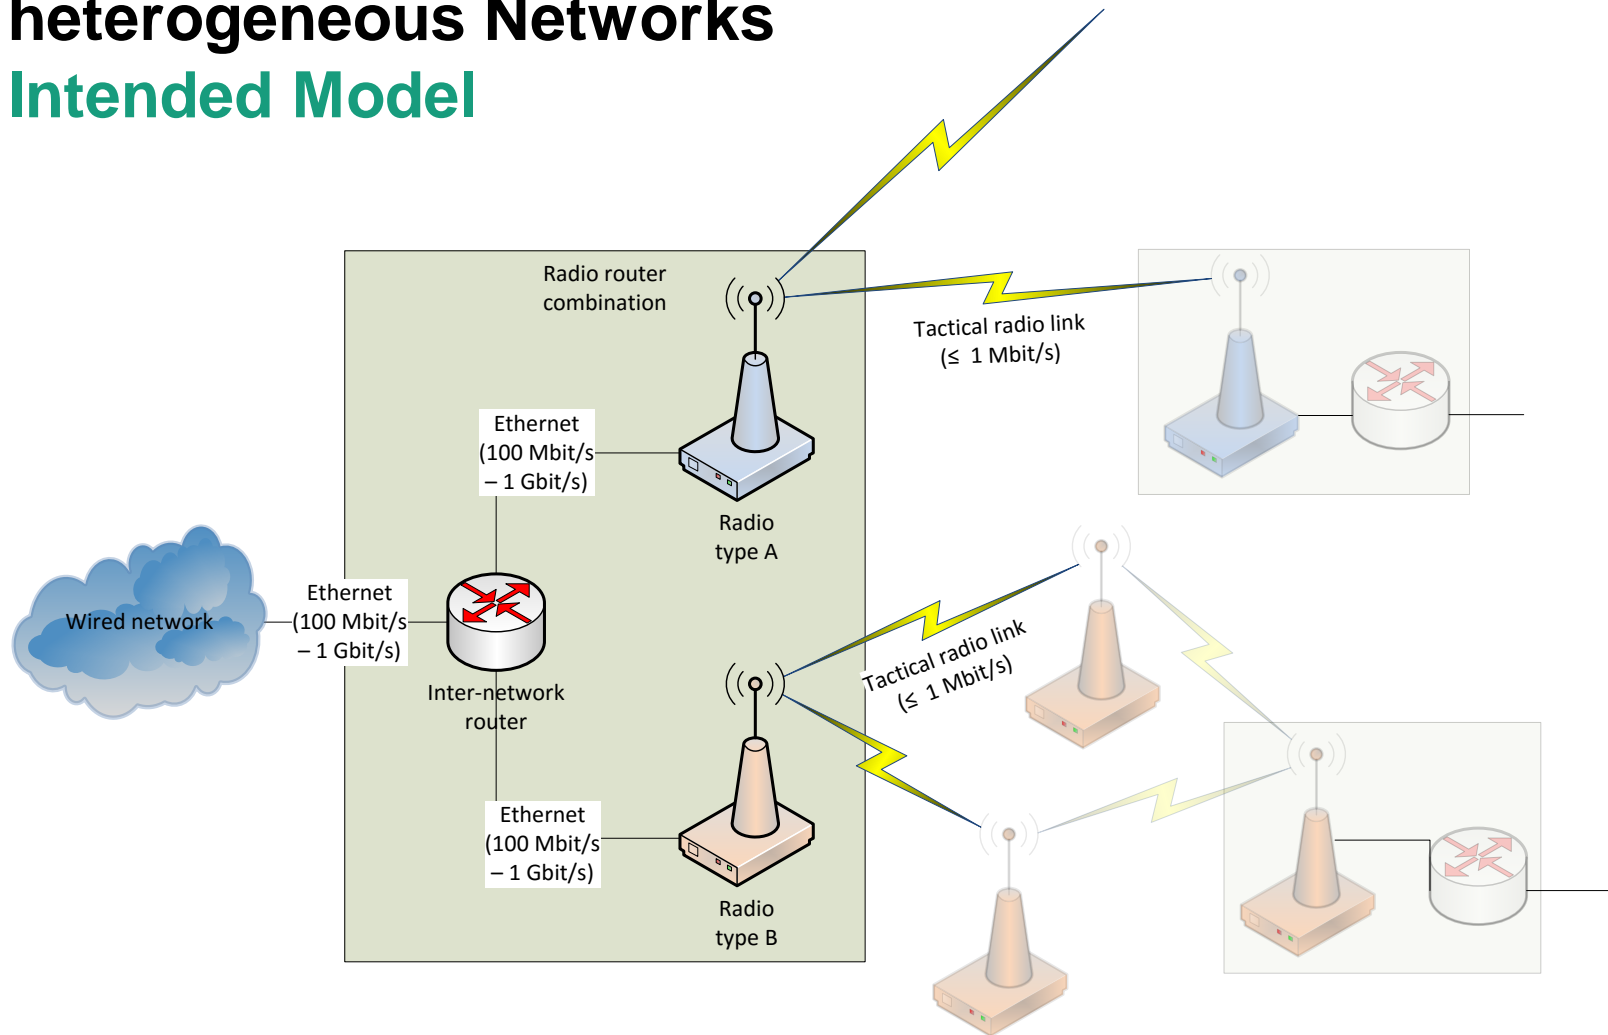 heterogeneous Networks
Intended Model
Radio router
combination
Tactical radio link
(≤ 1 Mbit/s)
Ethernet
(100 Mbit/s
– 1 Gbit/s)
Radio
type A
Wired network
Ethernet
(100 Mbit/s
– 1 Gbit/s)
Inter-network
router
Tactical radio link
(≤ 1 Mbit/s)
Ethernet
(100 Mbit/s
– 1 Gbit/s)
Radio
type B